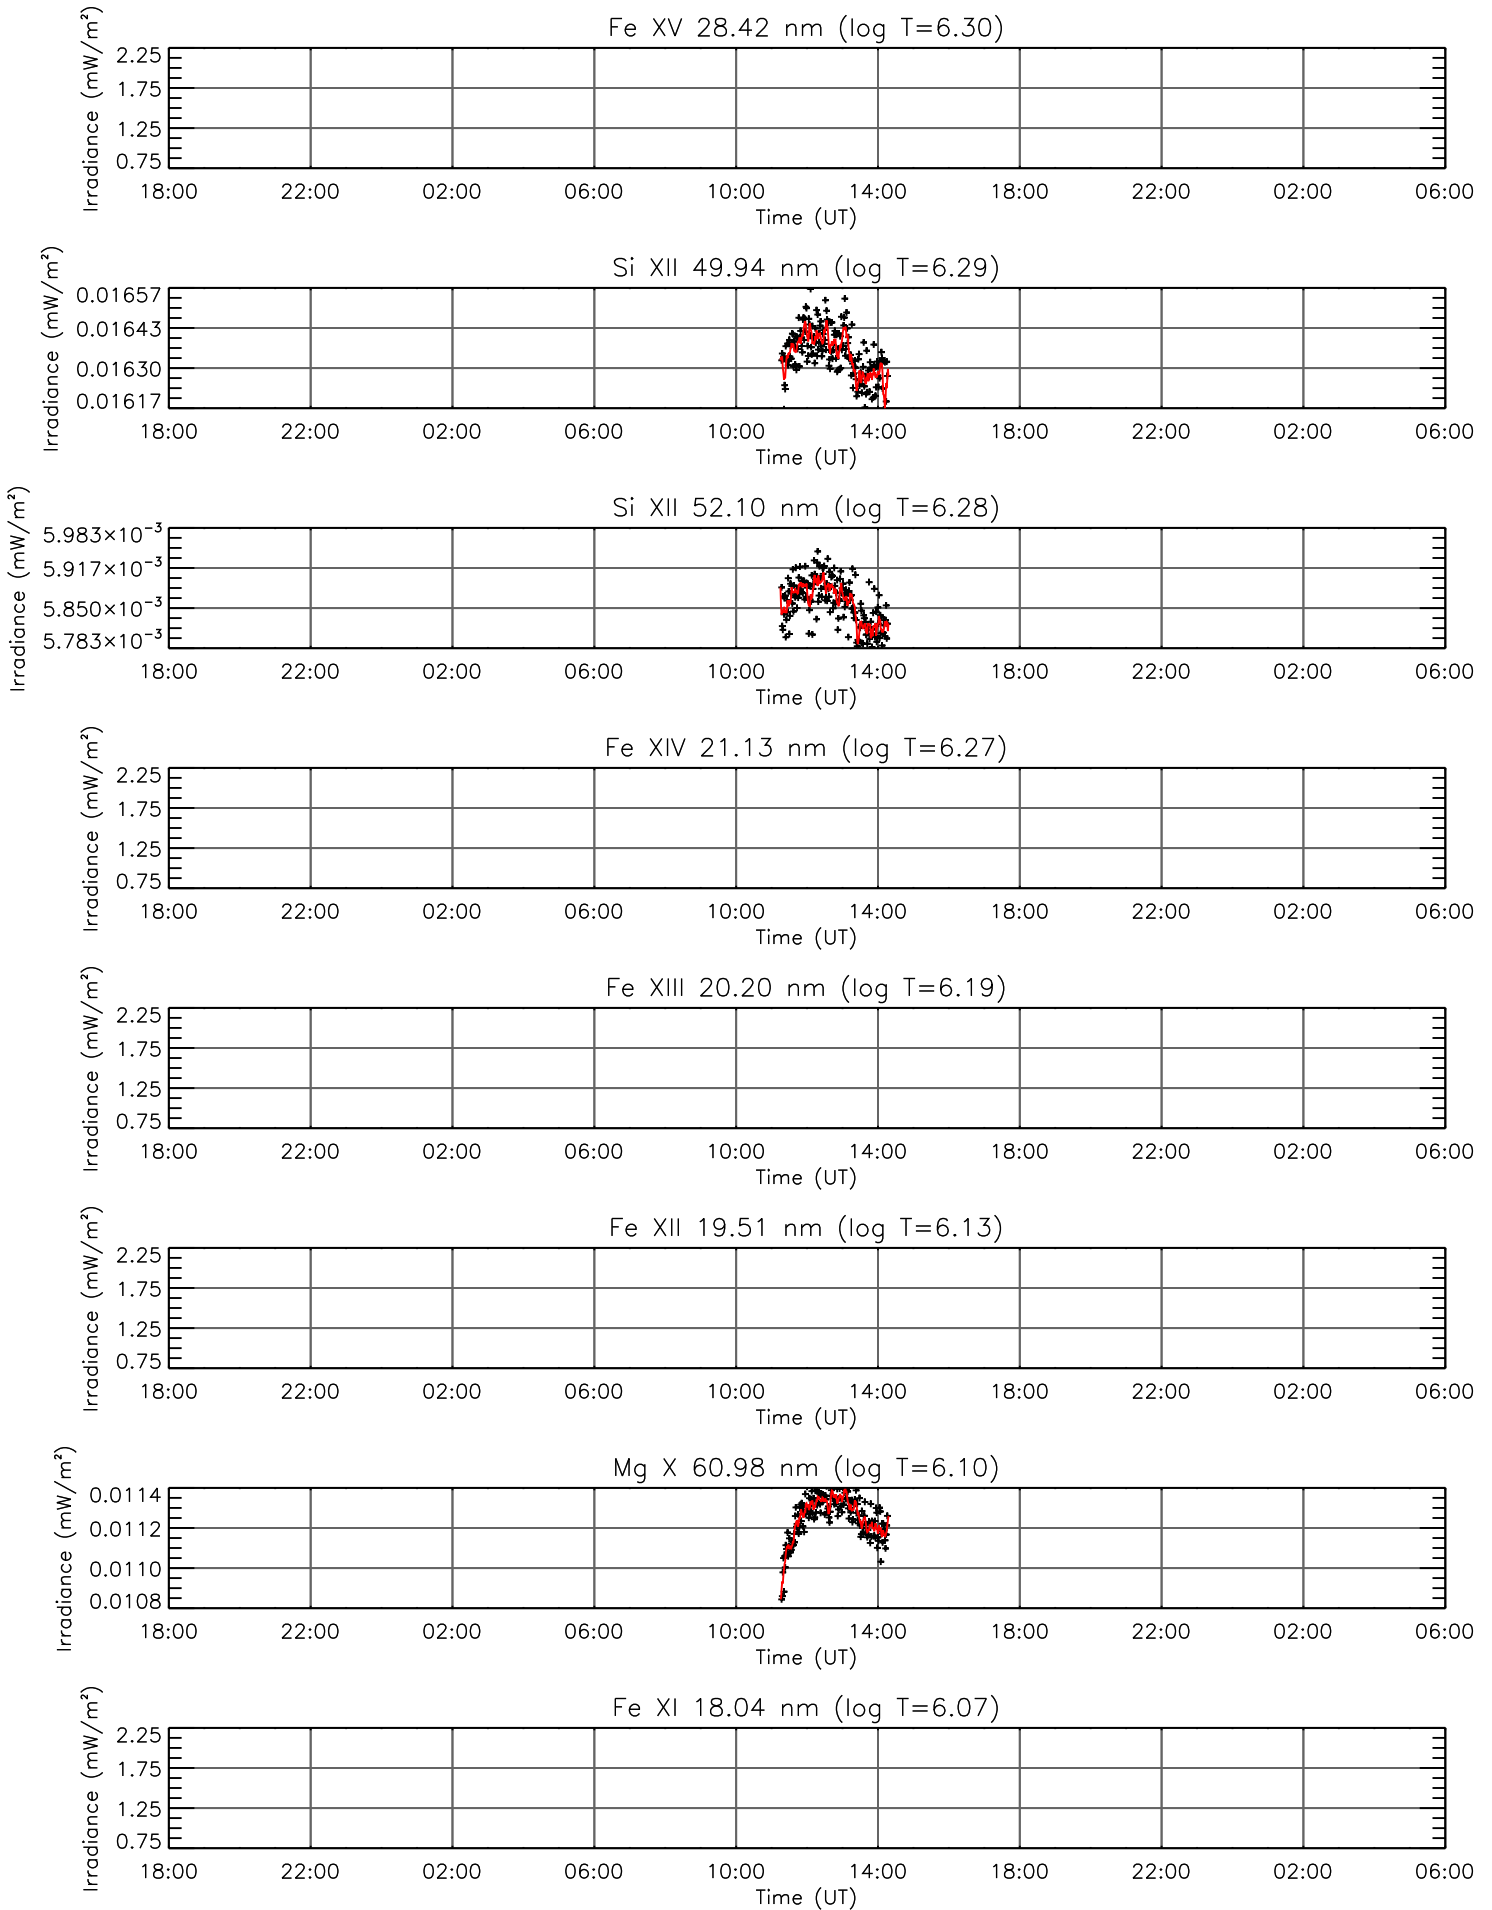 Fe XV 28.42 nm (log T=6.30)
Irradiance (mW/m²)
2.25
1.75
1.25
0.75
18:00 22:00 02:00 06:00 10:00 14:00 18:00 22:00 02:00 06:00
Time (UT)
Si XII 49.94 nm (log T=6.29)
Irradiance (mW/m²)
0.01657
0.01643
0.01630
0.01617
18:00 22:00 02:00 06:00 10:00 14:00 18:00 22:00 02:00 06:00
Time (UT)
Si XII 52.10 nm (log T=6.28)
Irradiance (mW/m²)
5.983×10⁻³
5.917×10⁻³
5.850×10⁻³
5.783×10⁻³
18:00 22:00 02:00 06:00 10:00 14:00 18:00 22:00 02:00 06:00
Time (UT)
Fe XIV 21.13 nm (log T=6.27)
Irradiance (mW/m²)
2.25
1.75
1.25
0.75
18:00 22:00 02:00 06:00 10:00 14:00 18:00 22:00 02:00 06:00
Time (UT)
Fe XIII 20.20 nm (log T=6.19)
Irradiance (mW/m²)
2.25
1.75
1.25
0.75
18:00 22:00 02:00 06:00 10:00 14:00 18:00 22:00 02:00 06:00
Time (UT)
Fe XII 19.51 nm (log T=6.13)
Irradiance (mW/m²)
2.25
1.75
1.25
0.75
18:00 22:00 02:00 06:00 10:00 14:00 18:00 22:00 02:00 06:00
Time (UT)
Mg X 60.98 nm (log T=6.10)
Irradiance (mW/m²)
0.0114
0.0112
0.0110
0.0108
18:00 22:00 02:00 06:00 10:00 14:00 18:00 22:00 02:00 06:00
Time (UT)
Fe XI 18.04 nm (log T=6.07)
Irradiance (mW/m²)
2.25
1.75
1.25
0.75
18:00 22:00 02:00 06:00 10:00 14:00 18:00 22:00 02:00 06:00
Time (UT)